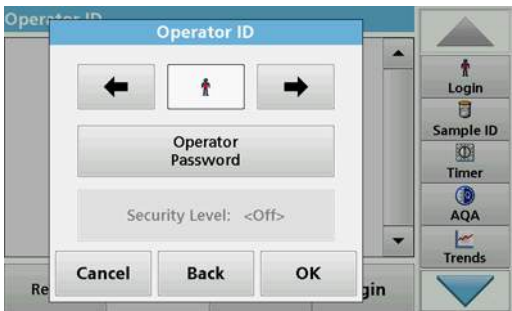 Operator ID
Operator ID
Operator
Password
Security Level: <Off>
Cancel
Back
OK
Login
Sample ID
Timer
AQA
Trends